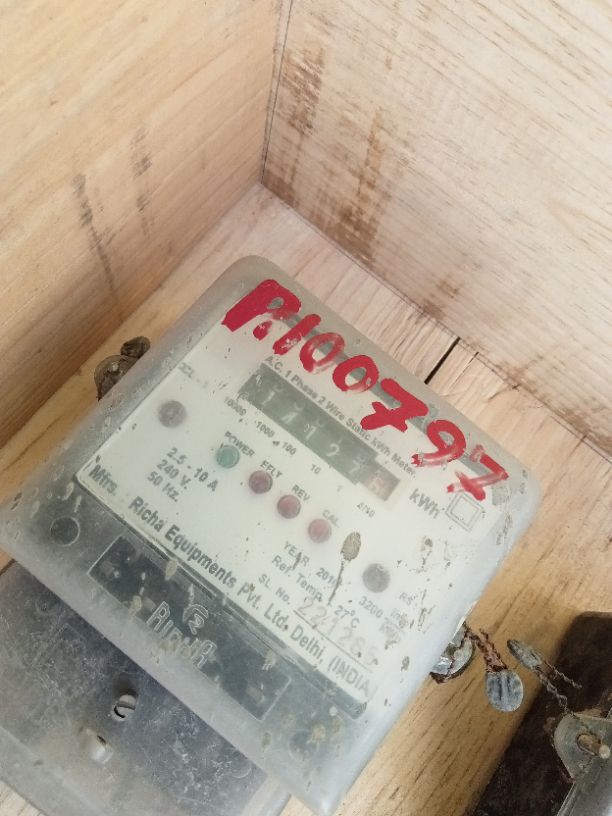 R100797
A.C. 1 Phase 2 Wire Static kWh Meter.
10000 1000 100 10 1 1/10
kWh
POWER EFLT REV CAL
2.5 - 10 A
240 V.
50 Hz.
YEAR 201
Ref. Temp. 27°C
3200
SL. No.
Mfrs. Richa Equipments Pvt. Ltd. Delhi, (INDIA)
RICHA